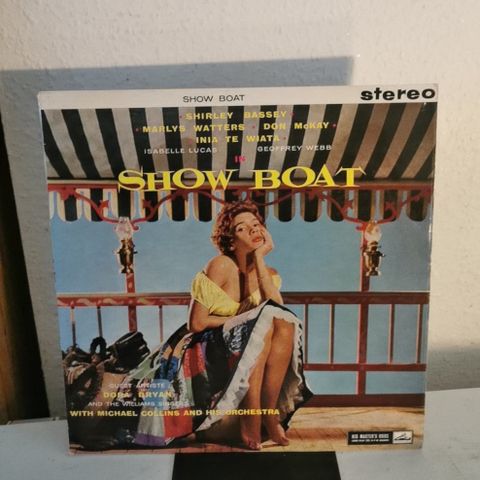 SHOW BOAT
stereo
• SHIRLEY BASSEY •
• MARLYS WATTERS • DON McKAY •
INIA TE WIATA •
ISABELLE LUCAS GEOFFREY WEBB
in
SHOW BOAT
GUEST ARTISTE
DORA BRYAN
AND THE WILLIAMS SINGERS
WITH MICHAEL COLLINS AND HIS ORCHESTRA
HIS MASTER'S VOICE